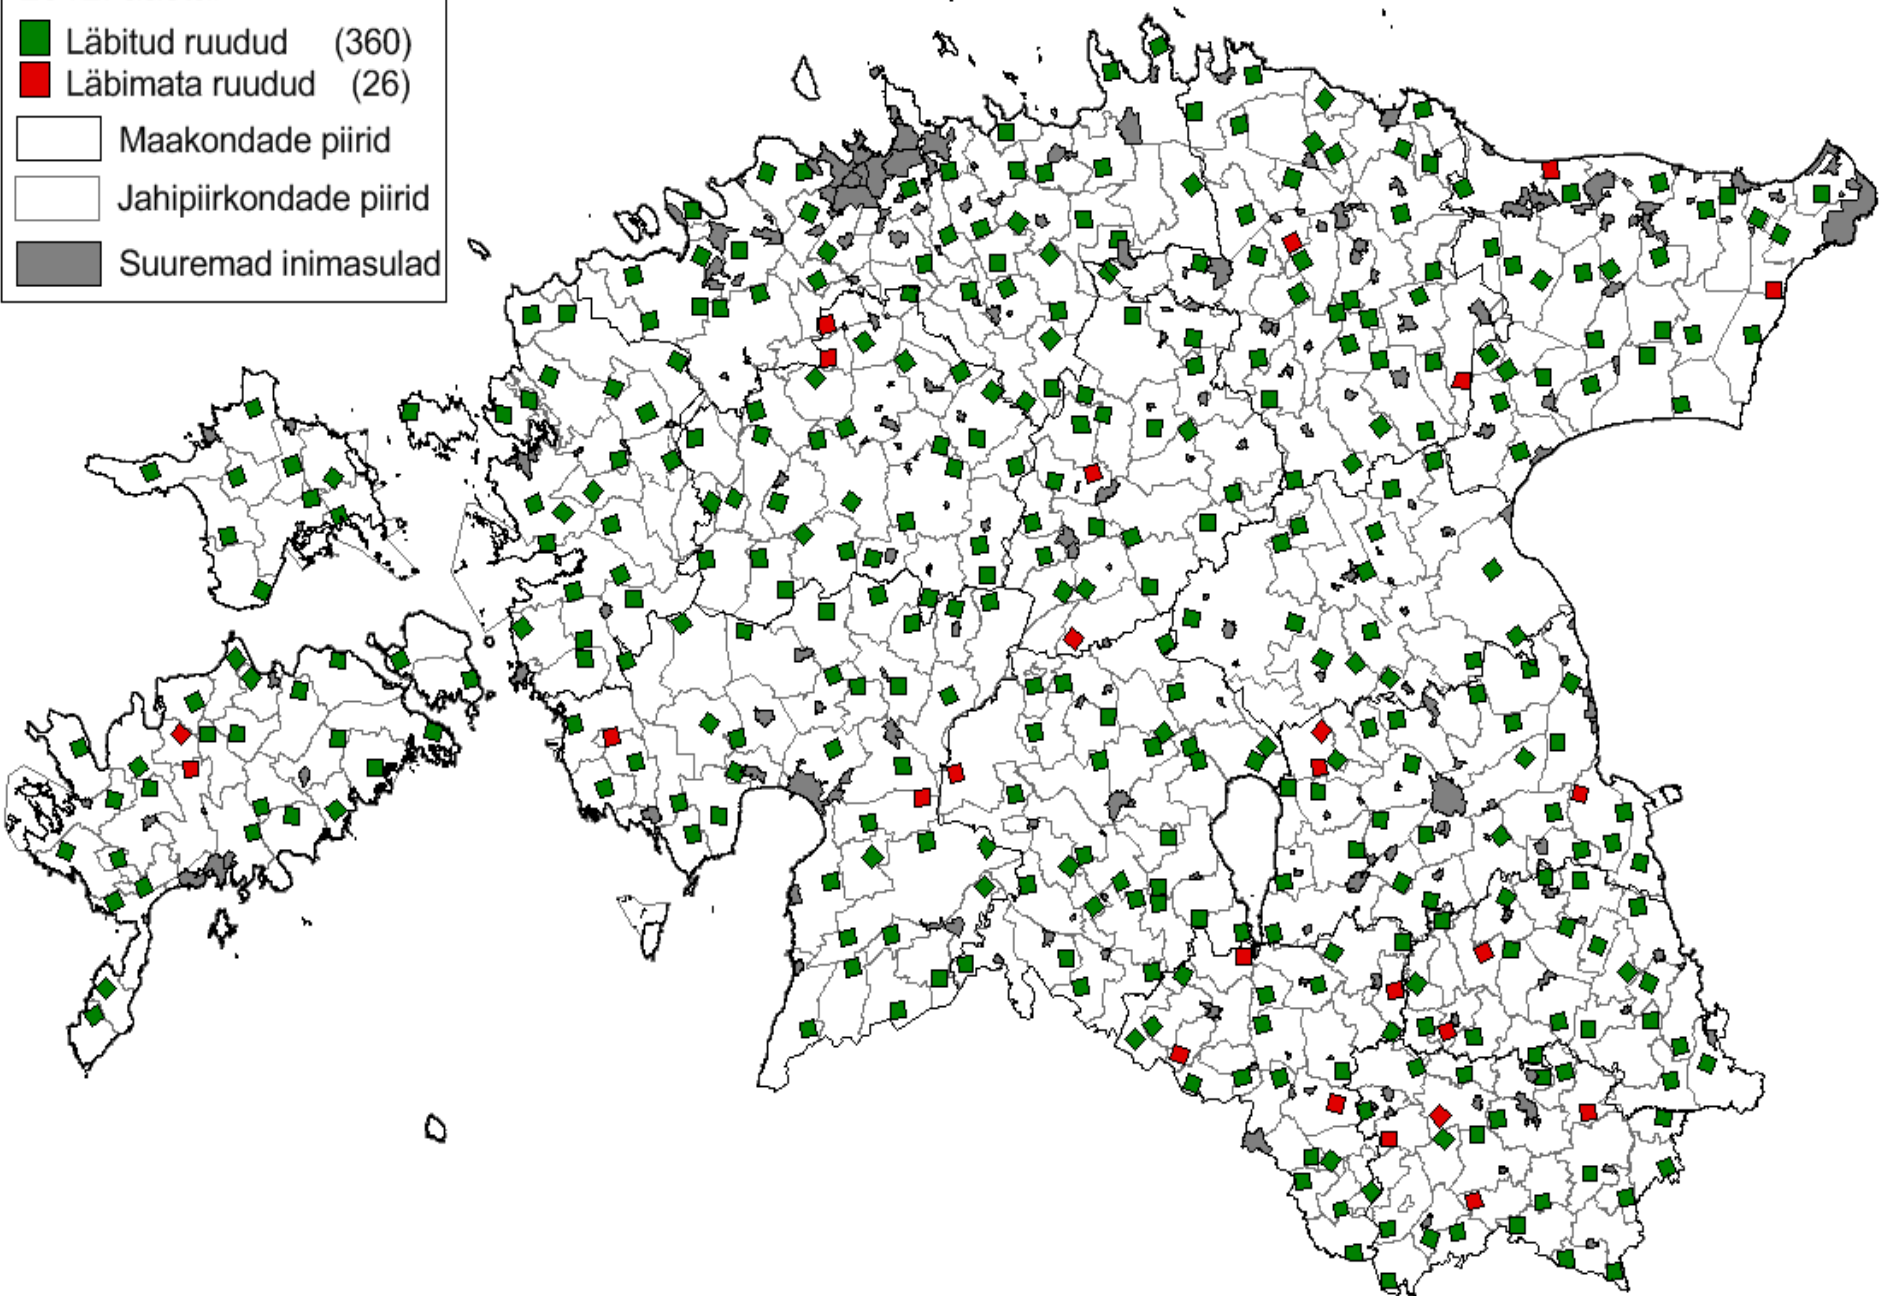 Läbitud ruudud (360)
Läbimata ruudud (26)
Maakondade piirid
Jahipiirkondade piirid
Suuremad inimasulad